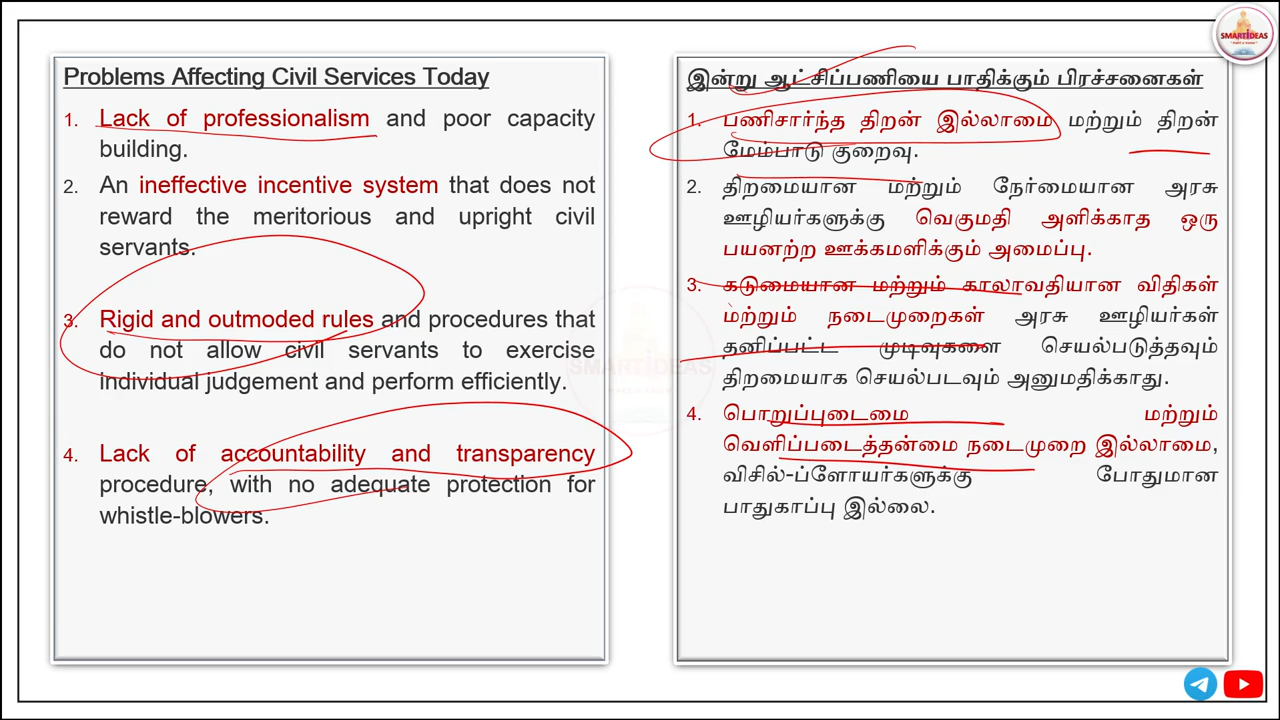 SMARTIDEAS
Problems Affecting Civil Services Today
1. Lack of professionalism and poor capacity
building.
2. An ineffective incentive system that does not
reward the meritorious and upright civil
servants.
3. Rigid and outmoded rules and procedures that
do not allow civil servants to exercise
individual judgement and perform efficiently.
4. Lack of accountability and transparency
procedure, with no adequate protection for
whistle-blowers.
இன்று ஆட்சிப்பணியை பாதிக்கும் பிரச்சனைகள்
1. பணிசார்ந்த திறன் இல்லாமை மற்றும் திறன்
மேம்பாடு குறைவு.
2. திறமையான மற்றும் நேர்மையான அரசு
ஊழியர்களுக்கு வெகுமதி அளிக்காத ஒரு
பயனற்ற ஊக்கமளிக்கும் அமைப்பு.
3. கடுமையான மற்றும் காலாவதியான விதிகள்
மற்றும் நடைமுறைகள் அரசு ஊழியர்கள்
தனிப்பட்ட முடிவுகளை செயல்படுத்தவும்
திறமையாக செயல்படவும் அனுமதிக்காது.
4. பொறுப்புடைமை மற்றும்
வெளிப்படைத்தன்மை நடைமுறை இல்லாமை,
விசில்-ப்ளோயர்களுக்கு போதுமான
பாதுகாப்பு இல்லை.
SMARTIDEAS